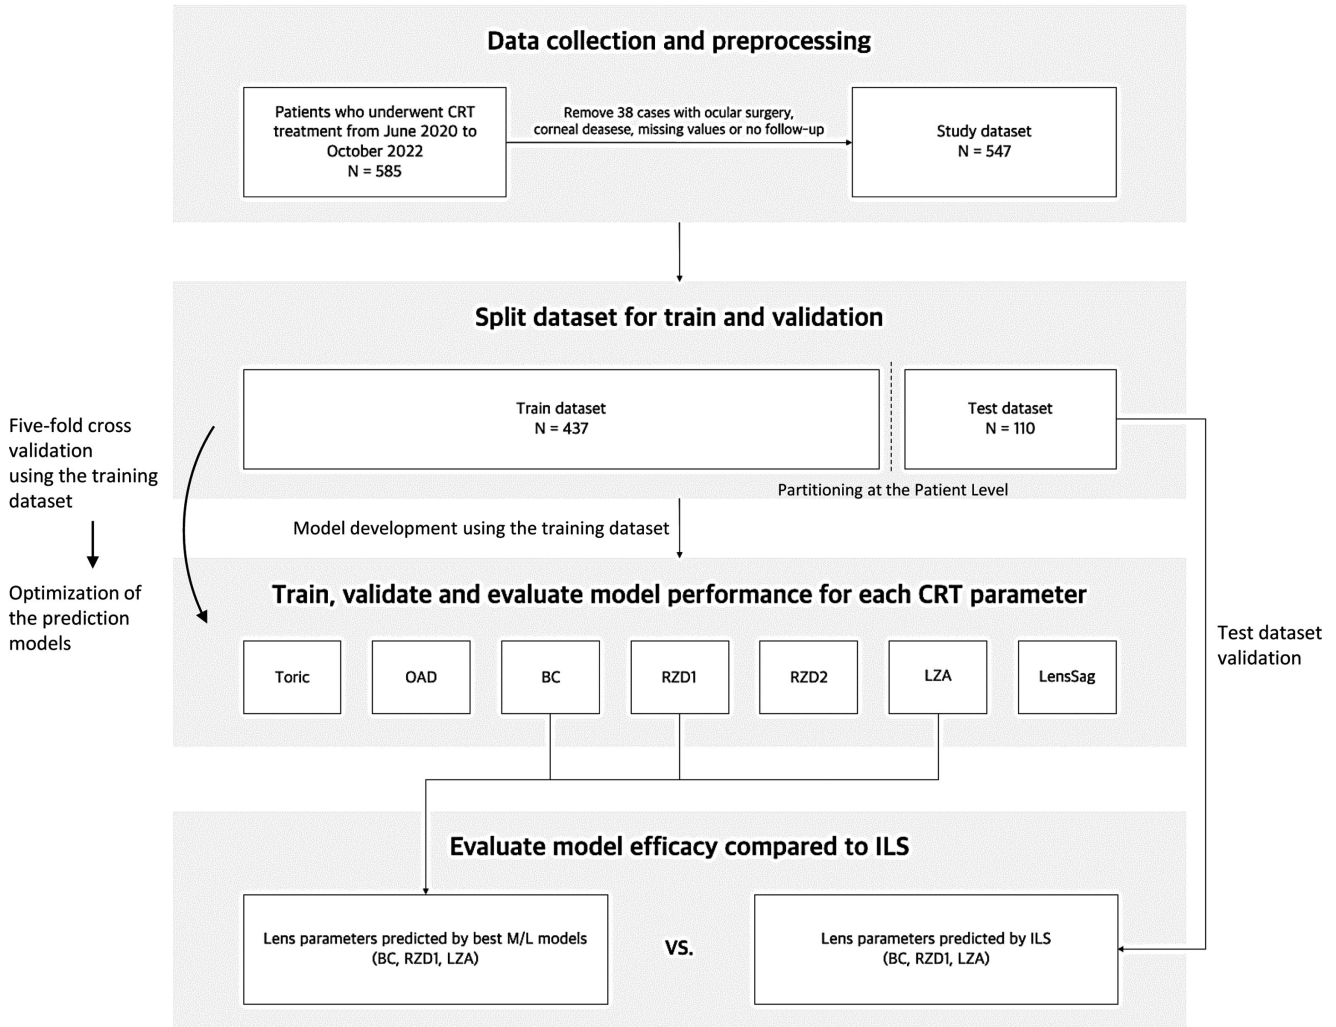 Data collection and preprocessing
Patients who underwent CRT
treatment from June 2020 to
October 2022
N = 585
Remove 38 cases with ocular surgery,
corneal deasese, missing values or no follow-up
Study dataset
N = 547
Split dataset for train and validation
Train dataset
N = 437
Test dataset
N = 110
Partitioning at the Patient Level
Five-fold cross
validation
using the training
dataset
Optimization of
the prediction
models
Model development using the training dataset
Train, validate and evaluate model performance for each CRT parameter
Toric
OAD
BC
RZD1
RZD2
LZA
LensSag
Test dataset
validation
Evaluate model efficacy compared to ILS
Lens parameters predicted by best M/L models
(BC, RZD1, LZA)
VS.
Lens parameters predicted by ILS
(BC, RZD1, LZA)